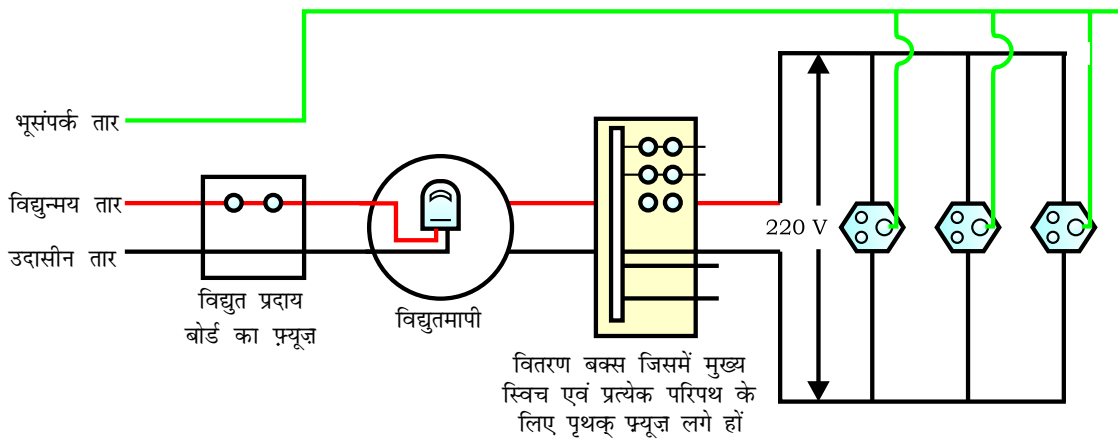 भूसंपर्क तार
विद्युन्मय तार
220 V
उदासीन तार
विद्युत प्रदाय
बोर्ड का फ़्यूज़
विद्युतमापी
वितरण बक्स जिसमें मुख्य
स्विच एवं प्रत्येक परिपथ के
लिए पृथक् फ़्यूज़ लगे हों